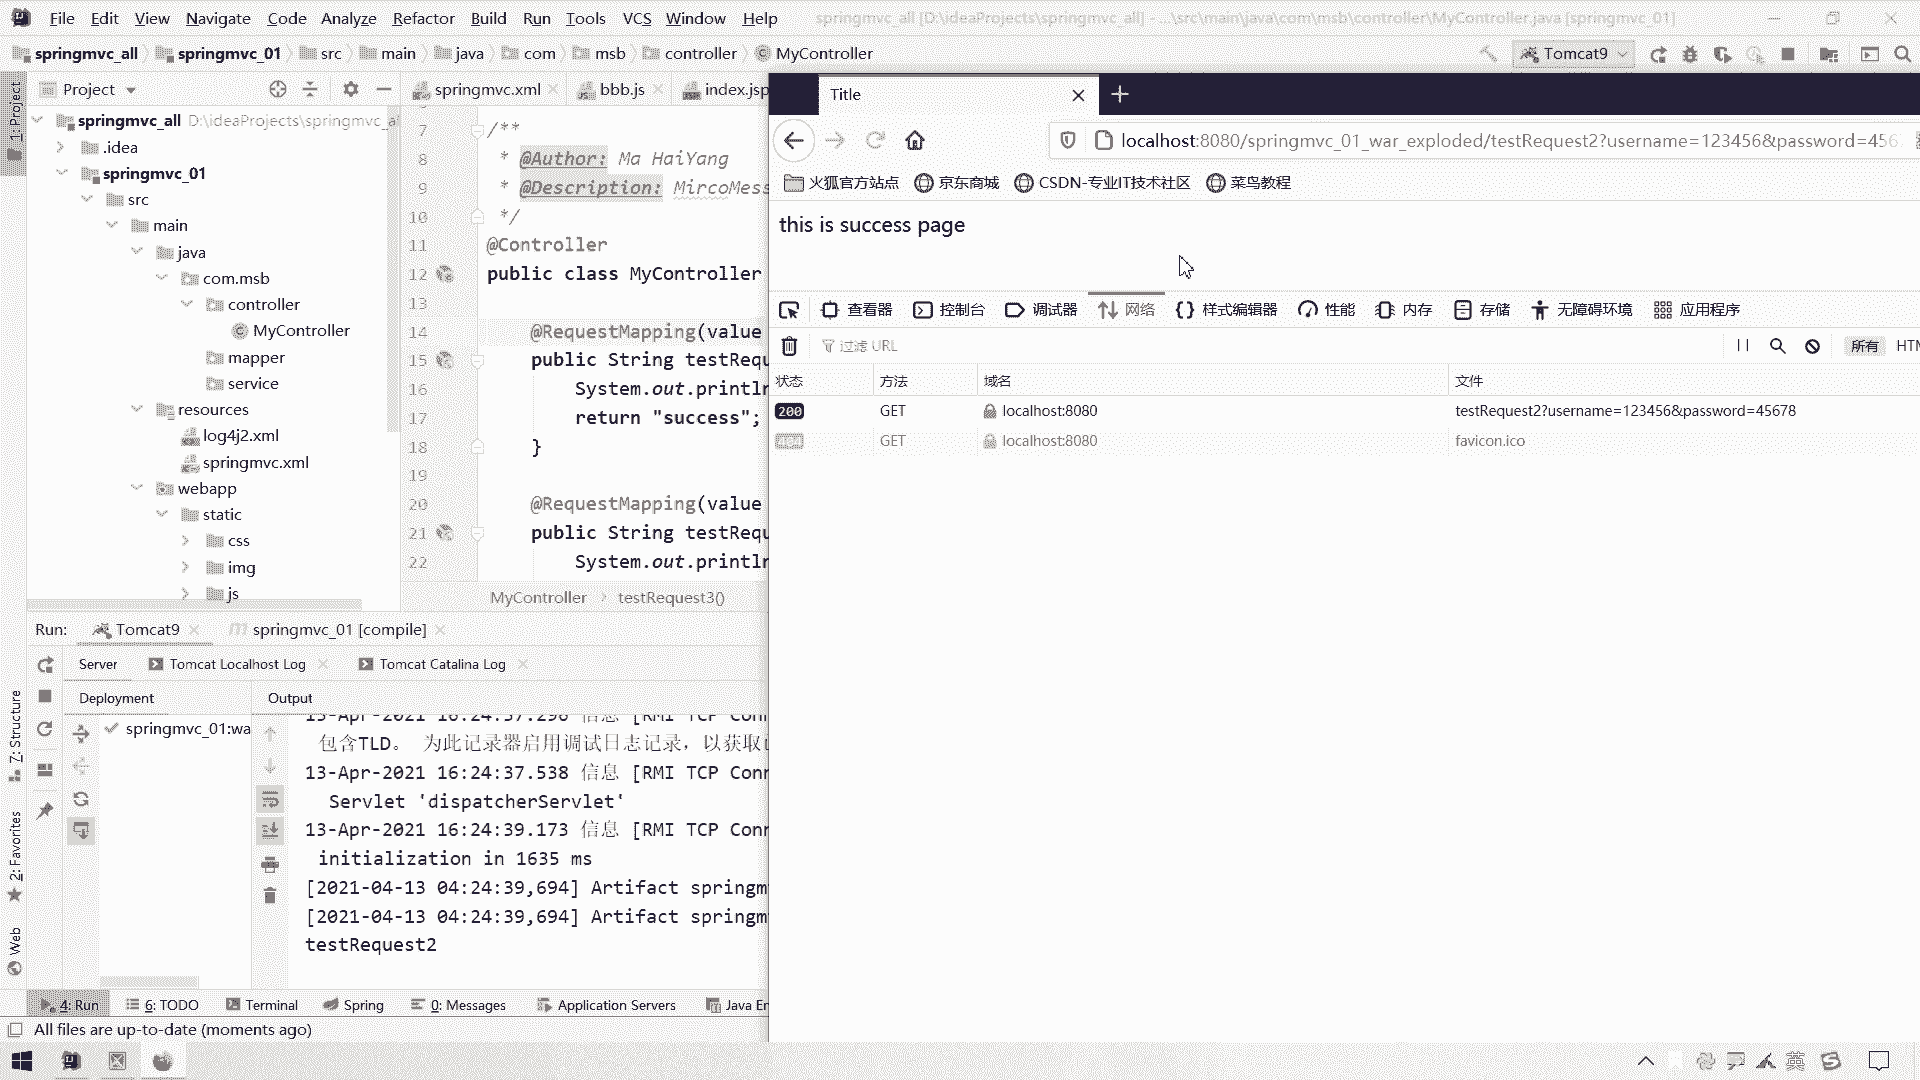 File Edit View Navigate Code Analyze Refactor Build Run Tools VCS Window Help springmvc_all [D:\ideaProjects\springmvc_all] - ...\src\main\java\com\msb\controller\MyController.java [springmvc_01]
springmvc_all springmvc_01 src main java com msb controller MyController Tomcat9
1: Project
Project
springmvc_all D:\ideaProjects\springmvc_a
.idea
springmvc_01
src
main
java
com.msb
controller
MyController
mapper
service
resources
log4j2.xml
springmvc.xml
webapp
static
css
img
js
springmvc.xml bbb.js index.jsp
7 /**
8 * @Author: Ma HaiYang
9 * @Description: MircoMess
10 */
11 @Controller
12 public class MyController
13
14 @RequestMapping(value
15 public String testRequ
16 System.out.println
17 return "success";
18 }
19
20 @RequestMapping(value
21 public String testRequ
22 System.out.println
MyController testRequest3()
Title
localhost:8080/springmvc_01_war_exploded/testRequest2?username=123456&password=456
火狐官方站点 京东商城 CSDN-专业IT技术社区 菜鸟教程
this is success page
查看器 控制台 调试器 网络 样式编辑器 性能 内存 存储 无障碍环境 应用程序
过滤 URL 所有 HTM
状态 方法 域名 文件
200 GET localhost:8080 testRequest2?username=123456&password=45678
404 GET localhost:8080 favicon.ico
Run: Tomcat9 springmvc_01 [compile]
Server Tomcat Localhost Log Tomcat Catalina Log
Deployment Output
springmvc_01:wa
13-Apr-2021 16:24:37.296 信息 [RMI TCP Conn
包含TLD。 为此记录器启用调试日志记录，以获取
13-Apr-2021 16:24:37.538 信息 [RMI TCP Conn
Servlet 'dispatcherServlet'
13-Apr-2021 16:24:39.173 信息 [RMI TCP Conn
initialization in 1635 ms
[2021-04-13 04:24:39,694] Artifact springm
[2021-04-13 04:24:39,694] Artifact springm
testRequest2
7: Structure
2: Favorites
Web
4: Run 6: TODO Terminal Spring 0: Messages Application Servers Java En
All files are up-to-date (moments ago)
英